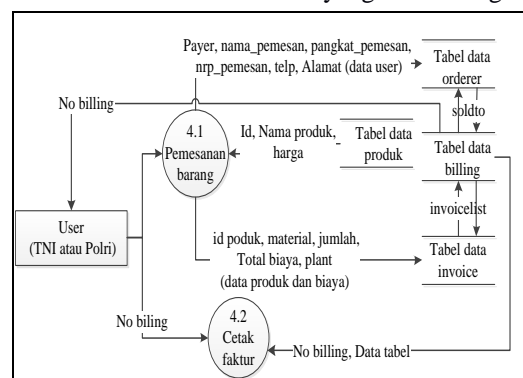 Payer, nama_pemesan, pangkat_pemesan,
nrp_pemesan, telp, Alamat (data user)
Tabel data
orderer
No billing
soldto
4.1
Pemesanan
barang
Id, Nama produk,
harga
Tabel data
produk
Tabel data
billing
invoicelist
User
(TNI atau Polri)
id poduk, material, jumlah,
Total biaya, plant
(data produk dan biaya)
Tabel data
invoice
No biling
4.2
Cetak
faktur
No billing, Data tabel